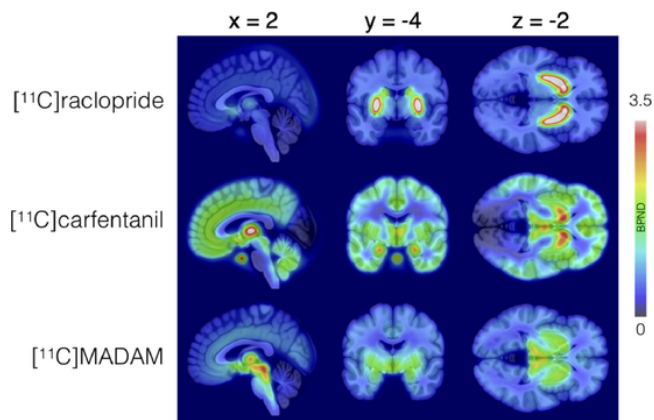 x = 2 y = -4 z = -2
[¹¹C]raclopride
3.5
[¹¹C]carfentanil
BPND
0
[¹¹C]MADAM